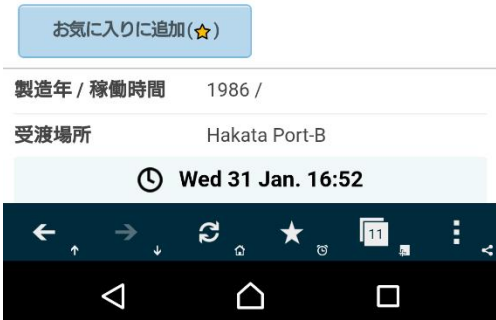 お気に入りに追加(⭐)
製造年 / 稼働時間 1986 /
受渡場所 Hakata Port-B
Wed 31 Jan. 16:52
11